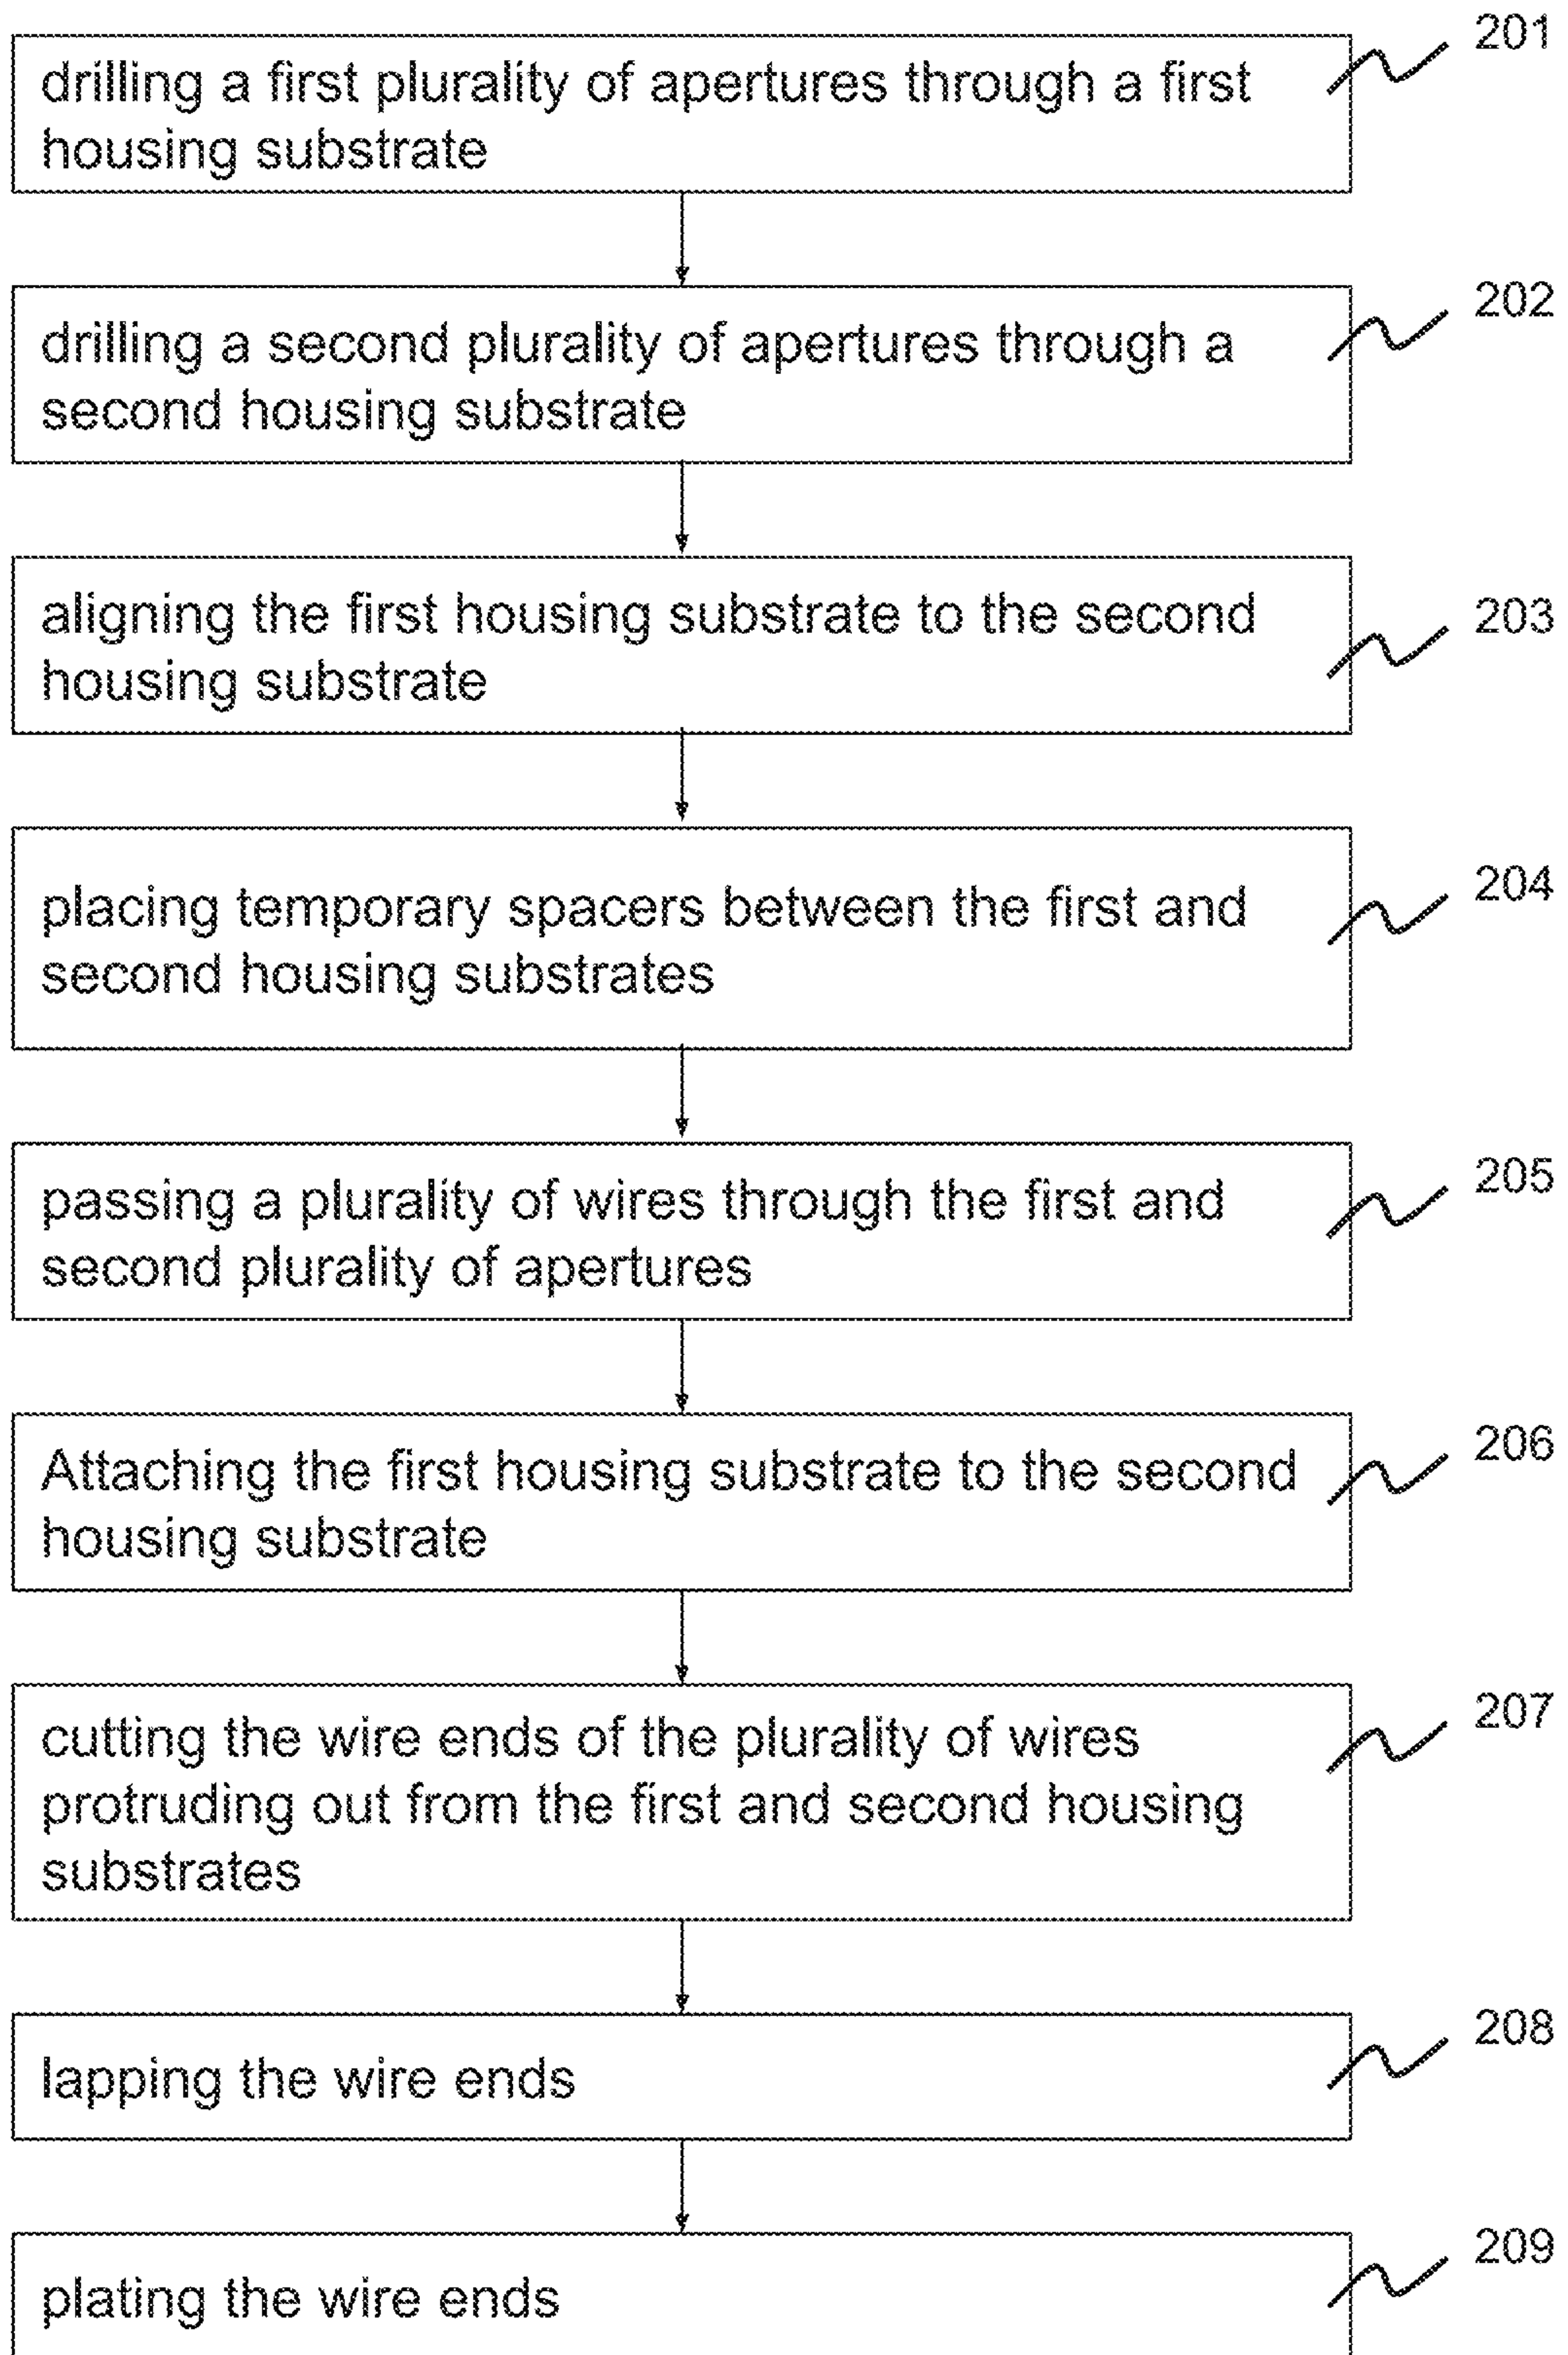 201
drilling a first plurality of apertures through a first
housing substrate
202
drilling a second plurality of apertures through a
second housing substrate
203
aligning the first housing substrate to the second
housing substrate
204
placing temporary spacers between the first and
second housing substrates
205
passing a plurality of wires through the first and
second plurality of apertures
206
Attaching the first housing substrate to the second
housing substrate
207
cutting the wire ends of the plurality of wires
protruding out from the first and second housing
substrates
208
lapping the wire ends
209
plating the wire ends